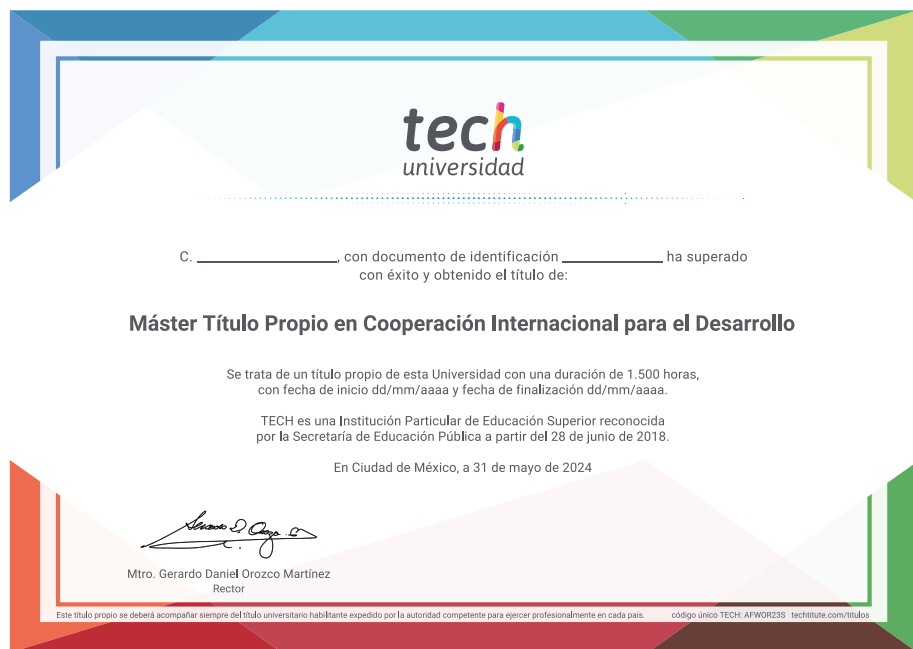 tech
universidad
C. ____________, con documento de identificación ____________ ha superado
con éxito y obtenido el título de:
Máster Título Propio en Cooperación Internacional para el Desarrollo
Se trata de un título propio de esta Universidad con una duración de 1.500 horas,
con fecha de inicio dd/mm/aaaa y fecha de finalización dd/mm/aaaa.
TECH es una Institución Particular de Educación Superior reconocida
por la Secretaría de Educación Pública a partir del 28 de junio de 2018.
En Ciudad de México, a 31 de mayo de 2024
Mtro. Gerardo Daniel Orozco Martínez
Rector
Este título propio se deberá acompañar siempre del título universitario habilitante expedido por la autoridad competente para ejercer profesionalmente en cada país. código único TECH: AFWOR23S techtitute.com/titulos